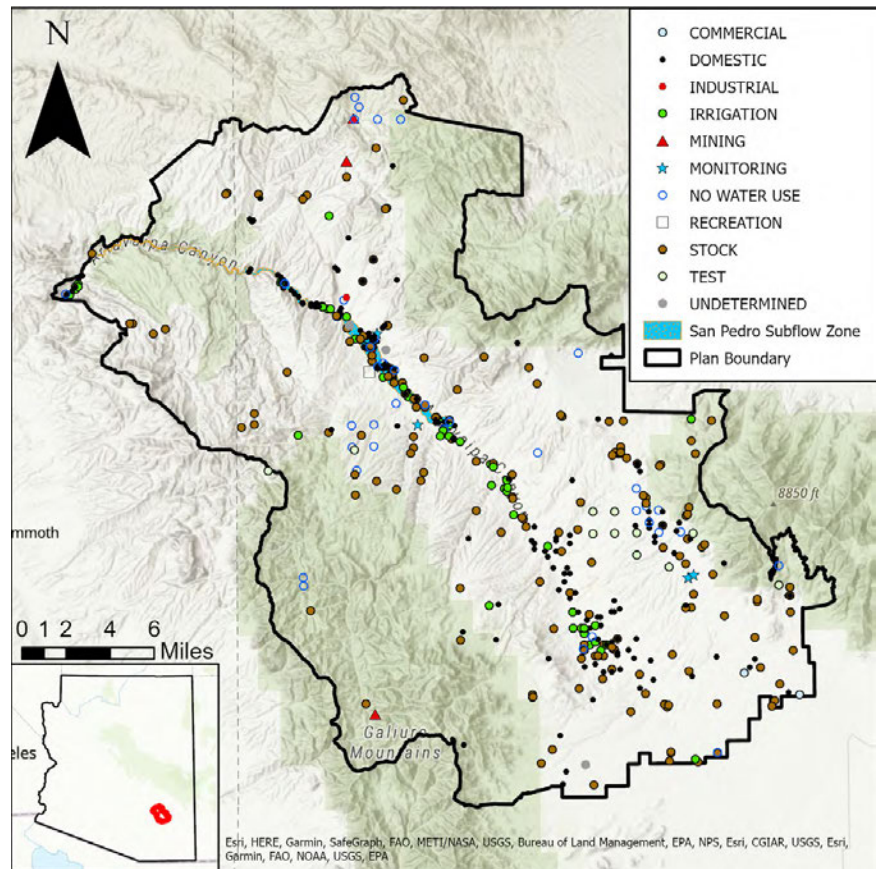 N
COMMERCIAL
DOMESTIC
INDUSTRIAL
IRRIGATION
MINING
MONITORING
NO WATER USE
RECREATION
STOCK
TEST
UNDETERMINED
San Pedro Subflow Zone
Plan Boundary
Canyon
8850 ft
mmoth
0 1 2 4 6
Miles
Galiuro
Mountains
eles
Esri, HERE, Garmin, SafeGraph, FAO, METI/NASA, USGS, Bureau of Land Management, EPA, NPS, Esri, CGIAR, USGS, Esri,
Garmin, FAO, NOAA, USGS, EPA